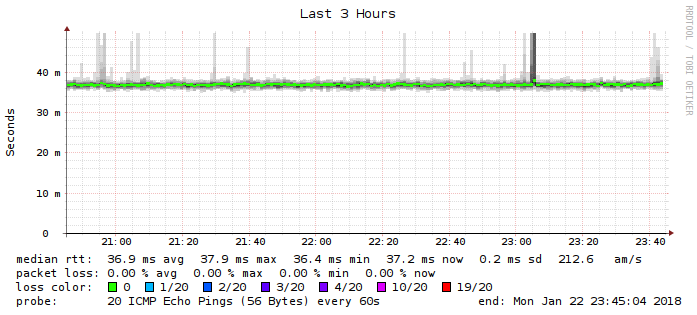 Last 3 Hours
RRDTOOL / TOBI OETIKER
Seconds
40 m
30 m
20 m
10 m
0
21:00 21:20 21:40 22:00 22:20 22:40 23:00 23:20 23:40
median rtt: 36.9 ms avg 37.9 ms max 36.4 ms min 37.2 ms now 0.2 ms sd 212.6 am/s
packet loss: 0.00 % avg 0.00 % max 0.00 % min 0.00 % now
loss color: 0 1/20 2/20 3/20 4/20 10/20 19/20
probe: 20 ICMP Echo Pings (56 Bytes) every 60s end: Mon Jan 22 23:45:04 2018